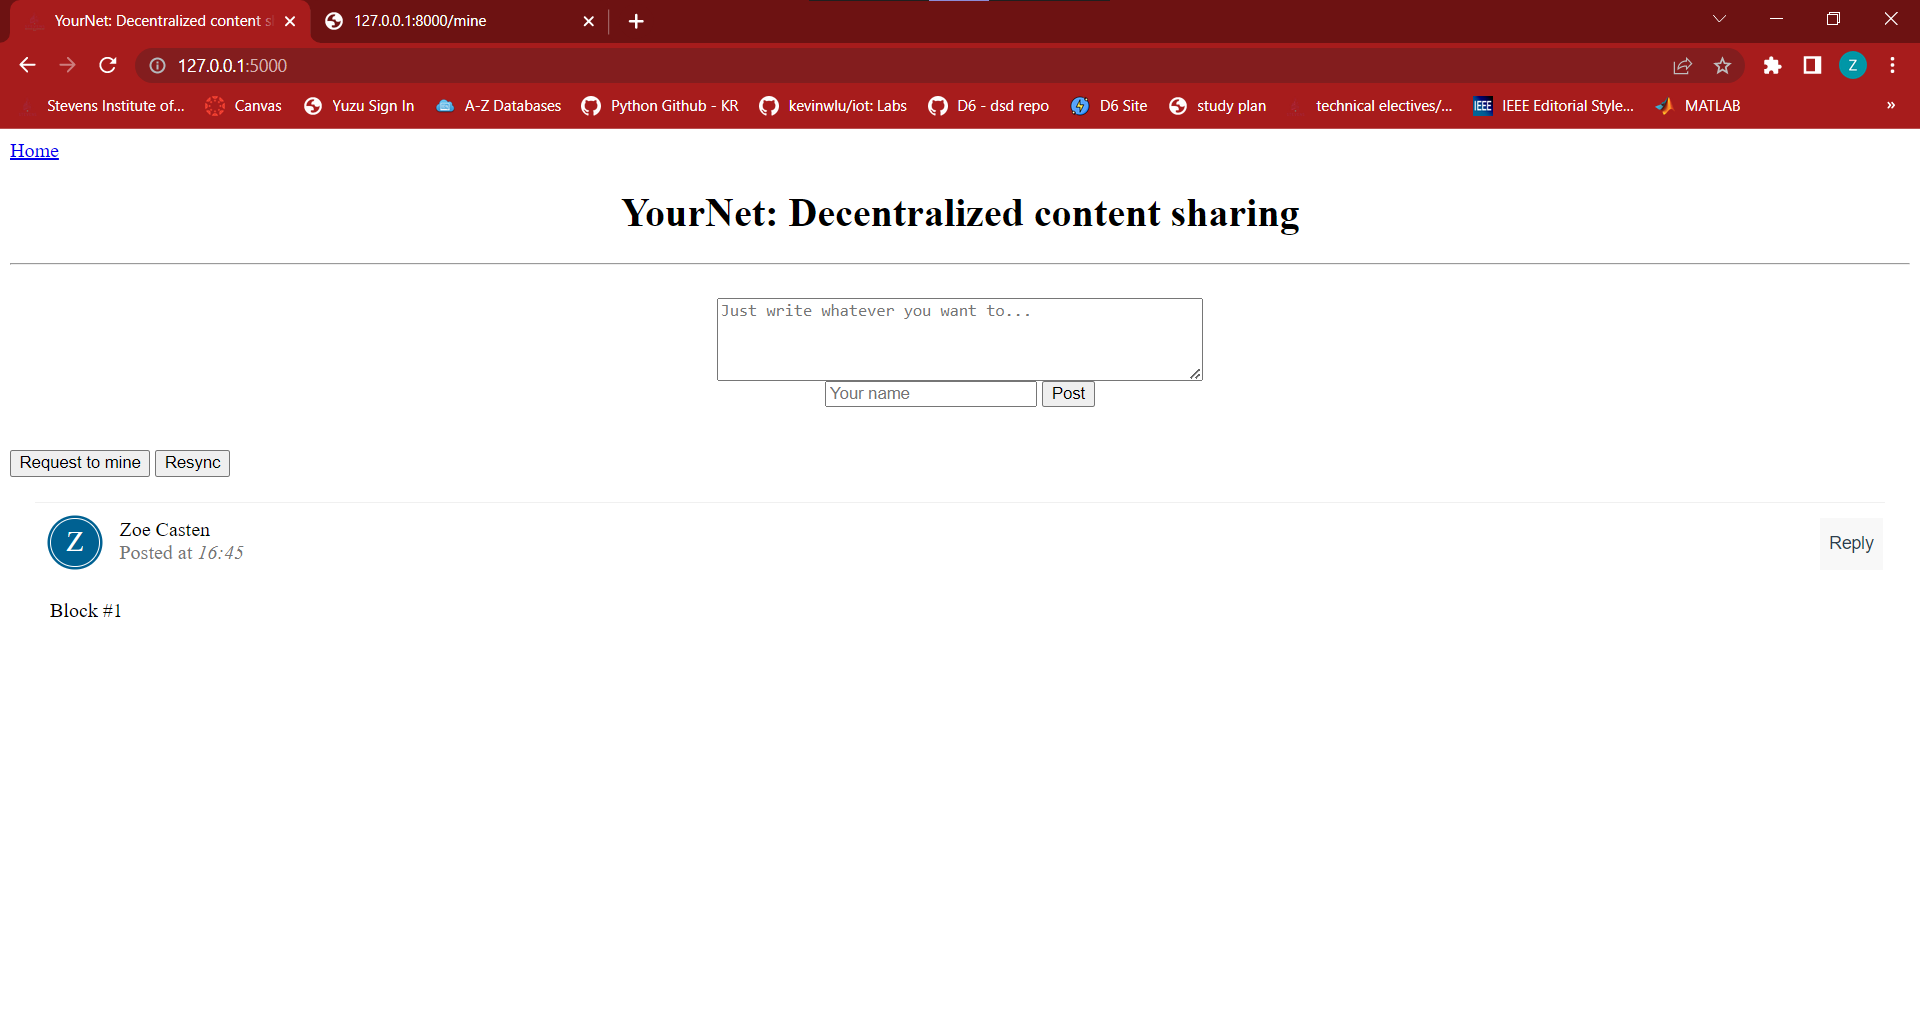 YourNet: Decentralized content s
127.0.0.1:8000/mine
127.0.0.1:5000
Z
Stevens Institute of...
Canvas
Yuzu Sign In
A-Z Databases
Python Github - KR
kevinwlu/iot: Labs
D6 - dsd repo
D6 Site
study plan
technical electives/...
IEEE
IEEE Editorial Style...
MATLAB
»
Home
YourNet: Decentralized content sharing
Just write whatever you want to...
Your name
Post
Request to mine
Resync
Z
Zoe Casten
Posted at 16:45
Reply
Block #1